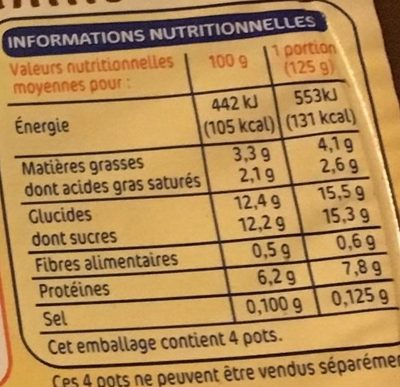 INFORMATIONS NUTRITIONNELLES
Valeurs nutritionnelles moyennes pour : 100 g 1 portion (125 g)
Énergie 442 kJ 553kJ
(105 kcal) (131 kcal)
Matières grasses 3,3 g 4,1 g
dont acides gras saturés 2,1 g 2,6 g
Glucides 12,4 g 15,5 g
dont sucres 12,2 g 15,3 g
Fibres alimentaires 0,5 g 0,6 g
Protéines 6,2 g 7,8 g
Sel 0,100 g 0,125 g
Cet emballage contient 4 pots.
Ces 4 pots ne peuvent être vendus